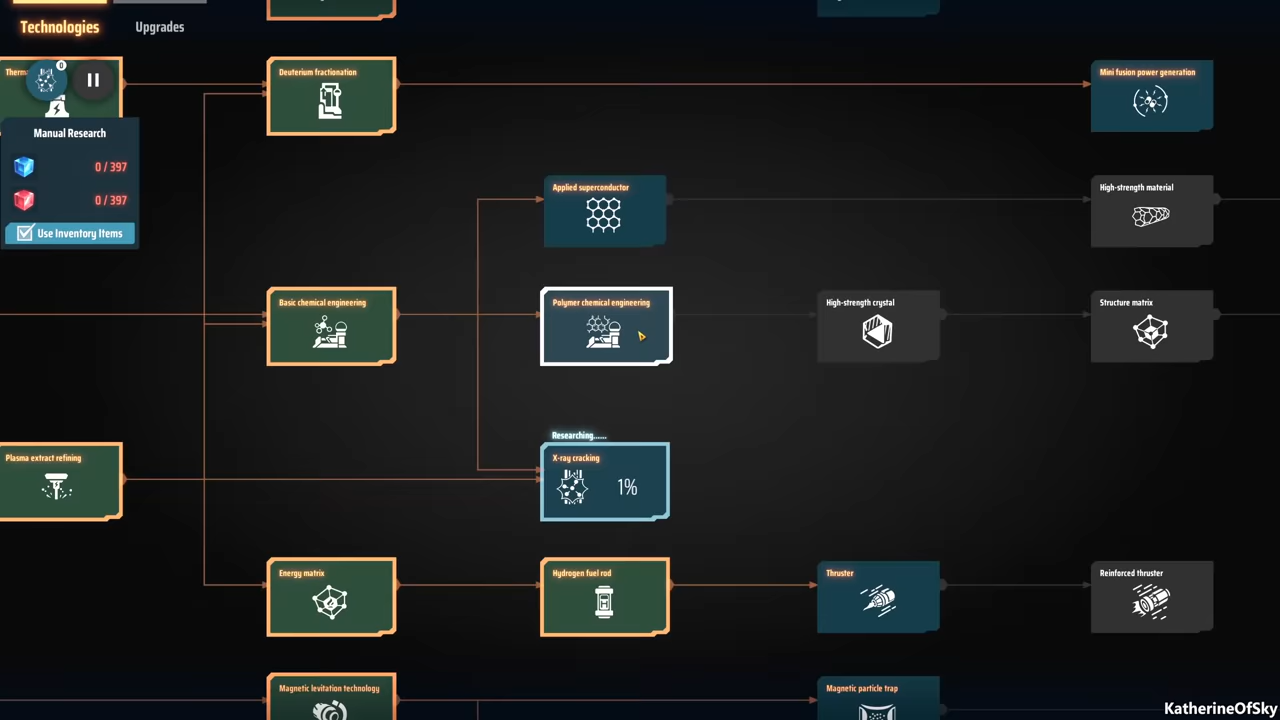 Technologies
Upgrades
Therma
0
Manual Research
0 / 397
0 / 397
Use Inventory Items
Deuterium fractionation
Mini fusion power generation
Applied superconductor
High-strength material
Basic chemical engineering
Polymer chemical engineering
High-strength crystal
Structure matrix
Researching......
Plasma extract refining
X-ray cracking
1%
Energy matrix
Hydrogen fuel rod
Thruster
Reinforced thruster
Magnetic levitation technology
Magnetic particle trap
KatherineOfSky